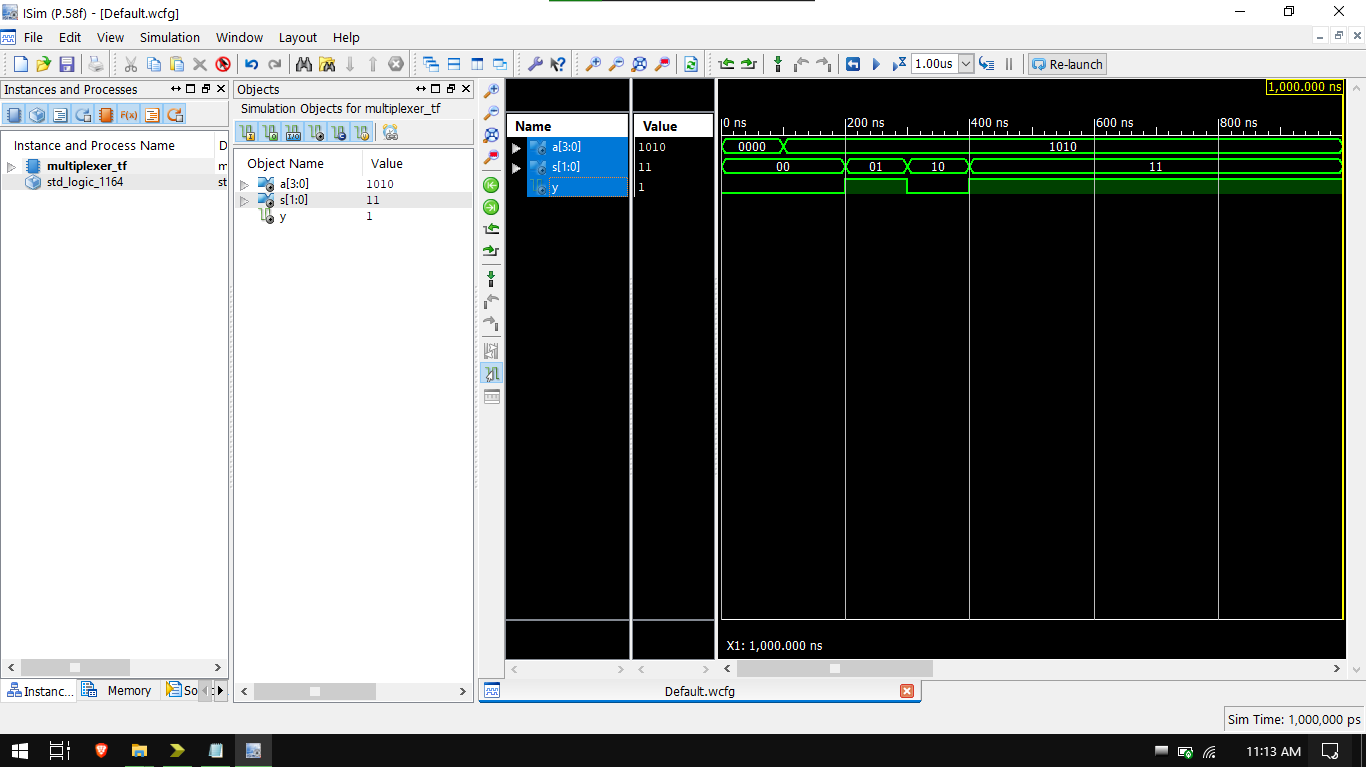 ISim (P.58f) - [Default.wcfg]
File Edit View Simulation Window Layout Help
1.00us Re-launch
Instances and Processes
F(x)
Instance and Process Name D
multiplexer_tf m
std_logic_1164 st
Instanc... Memory So
Objects
Simulation Objects for multiplexer_tf
Object Name Value
a[3:0] 1010
s[1:0] 11
y 1
Name Value
a[3:0] 1010
s[1:0] 11
y 1
1,000.000 ns
0 ns 200 ns 400 ns 600 ns 800 ns
0000 1010
00 01 10 11
X1: 1,000.000 ns
Default.wcfg
Sim Time: 1,000,000 ps
11:13 AM